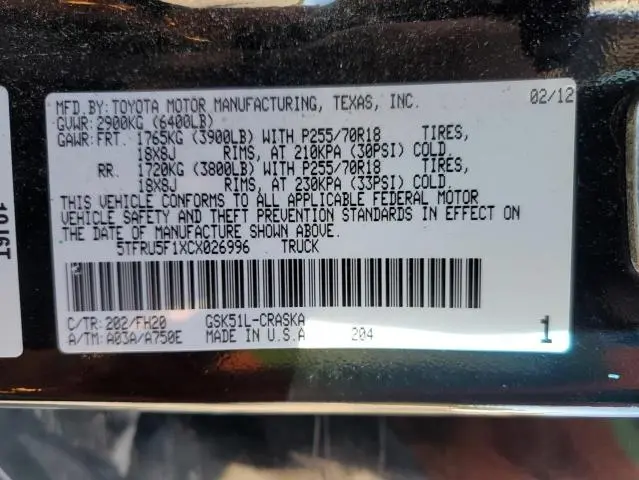 MFD.BY:TOYOTA MOTOR MANUFACTURING, TEXAS, INC. 02/12
GVWR:2900KG (6400LB)
GAWR:FRT. 1765KG (3900LB) WITH P255/70R18 TIRES,
18X8J RIMS, AT 210KPA (30PSI) COLD.
RR. 1720KG (3800LB) WITH P255/70R18 TIRES,
18X8J RIMS, AT 230KPA (33PSI) COLD.
THIS VEHICLE CONFORMS TO ALL APPLICABLE FEDERAL MOTOR
VEHICLE SAFETY AND THEFT PREVENTION STANDARDS IN EFFECT ON
THE DATE OF MANUFACTURE SHOWN ABOVE.
5TFRU5F1XCX026996 TRUCK
C/TR:202/FH20 GSK51L-CRASKA
A/TM:A03A/A750E MADE IN U.S.A 204 1